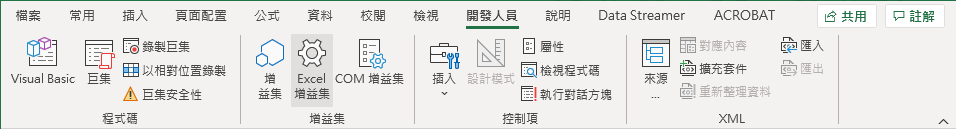 檔案 常用 插入 頁面配置 公式 資料 校閱 檢視 開發人員 說明 Data Streamer ACROBAT 共用 註解
Visual Basic
巨集
錄製巨集
以相對位置錄製
巨集安全性
程式碼
增
益集
Excel
增益集
COM 增益集
增益集
插入
設計模式
屬性
檢視程式碼
執行對話方塊
控制項
來源
...
對應內容
擴充套件
重新整理資料
匯入
匯出
XML